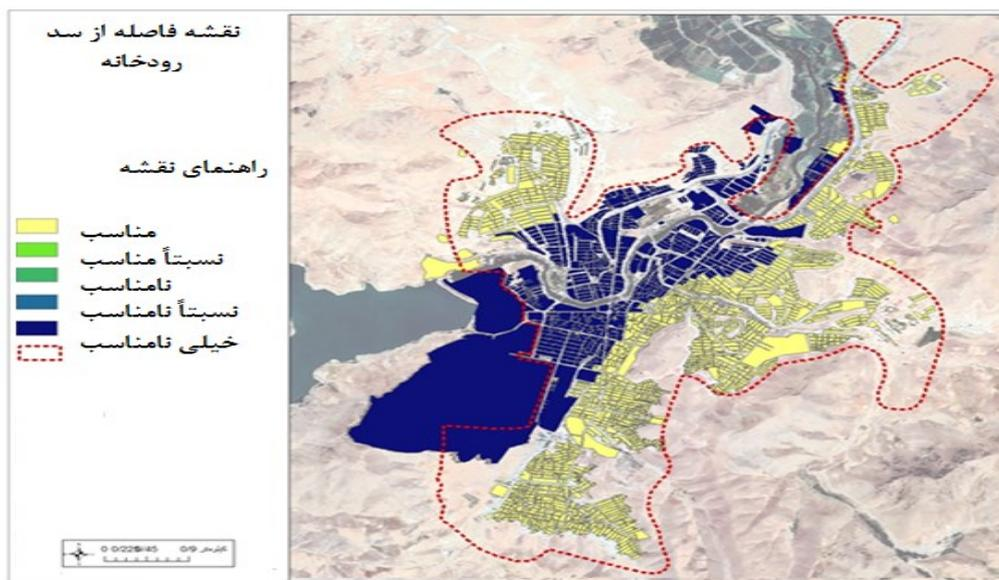 نقشه فاصله از سد
رودخانه
راهنمای نقشه
مناسب
نسبتاً مناسب
نامناسب
نسبتاً نامناسب
خیلی نامناسب